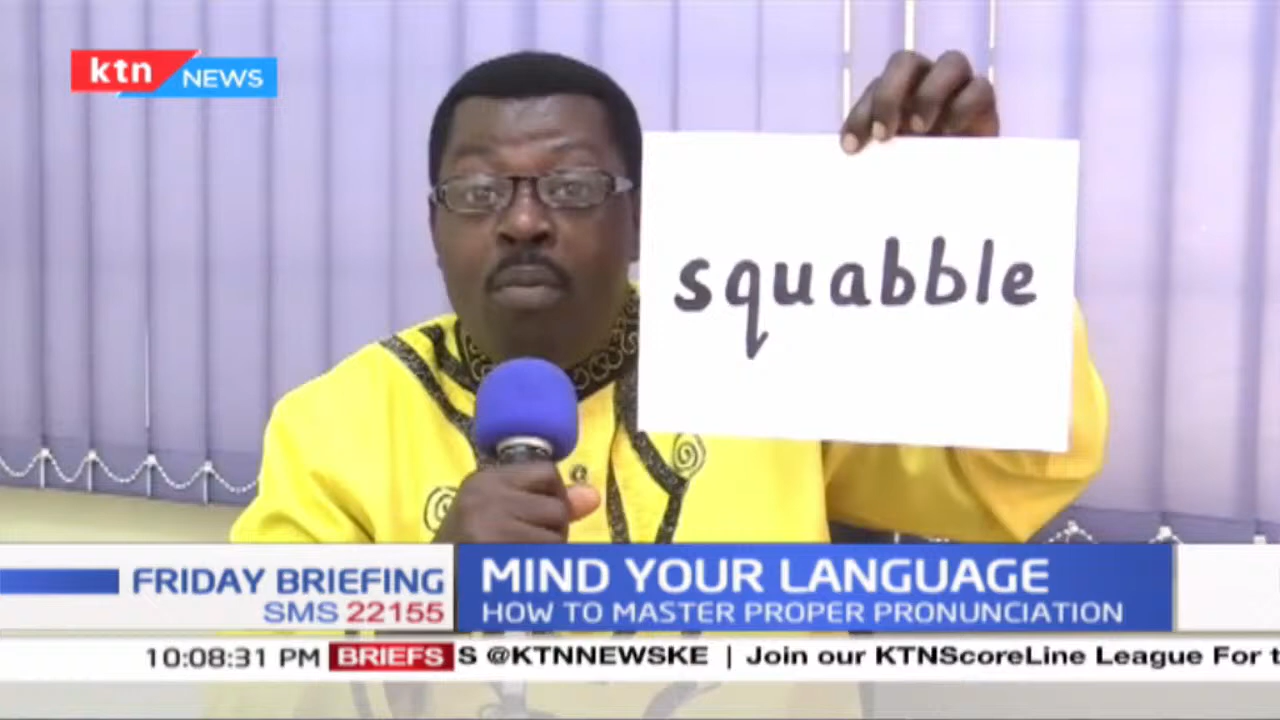 ktn NEWS
squabble
FRIDAY BRIEFING
SMS 22155
MIND YOUR LANGUAGE
HOW TO MASTER PROPER PRONUNCIATION
10:08:31 PM BRIEFS S @KTNNEWSKE | Join our KTNScoreLine League For t